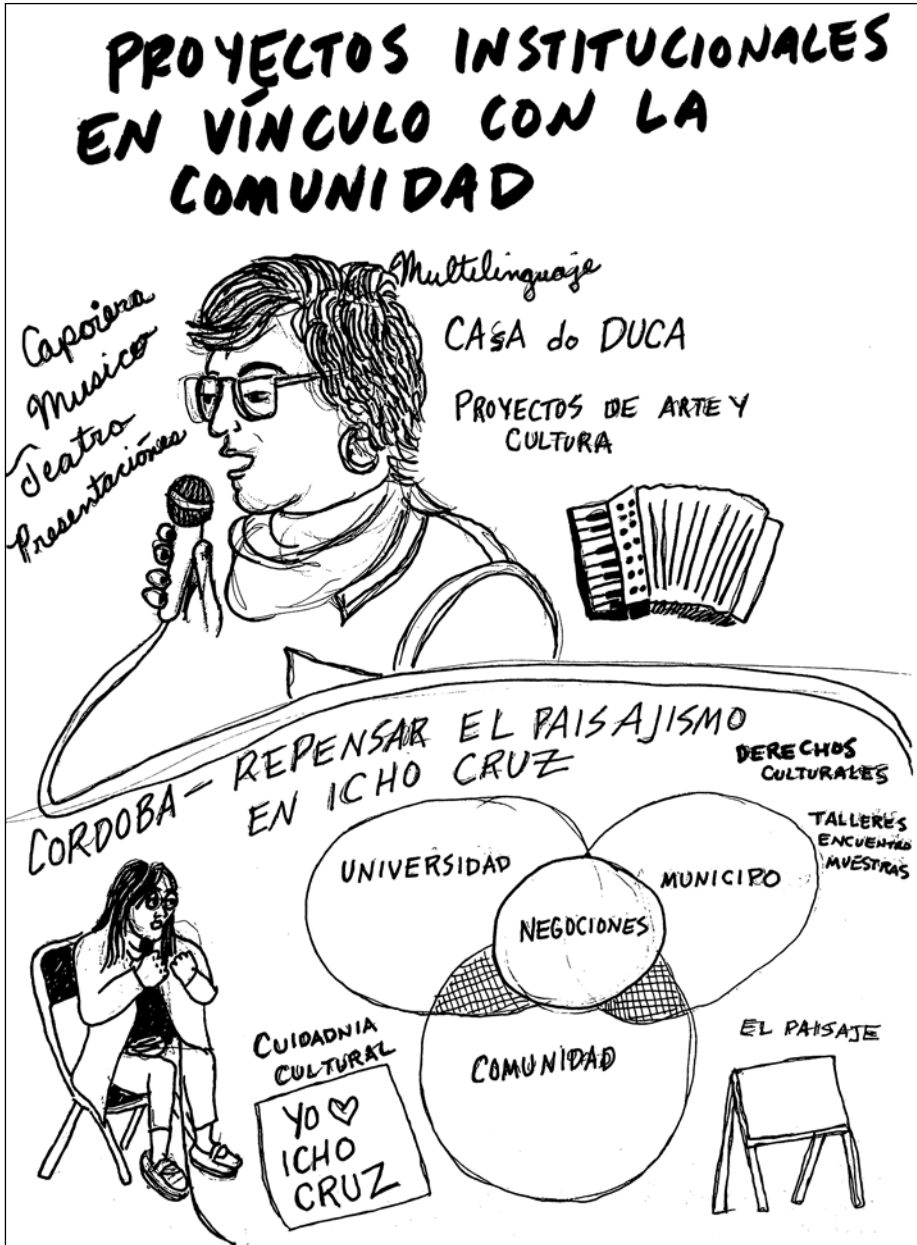 PROYECTOS INSTITUCIONALES
EN VÍNCULO CON LA
COMUNIDAD
Capoiera
Musico
Teatro
Presentaciónes
Multilinguaje
CASA do DUCA
PROYECTOS DE ARTE Y
CULTURA
CORDOBA - REPENSAR EL PAISAJISMO
EN ICHO CRUZ
DERECHOS
CULTURALES
TALLERES
ENCUENTRO
MUESTRAS
UNIVERSIDAD
MUNICIPO
NEGOCIONES
COMUNIDAD
CUIDADNIA
CULTURAL
YO ♡
ICHO
CRUZ
EL PAISAJE